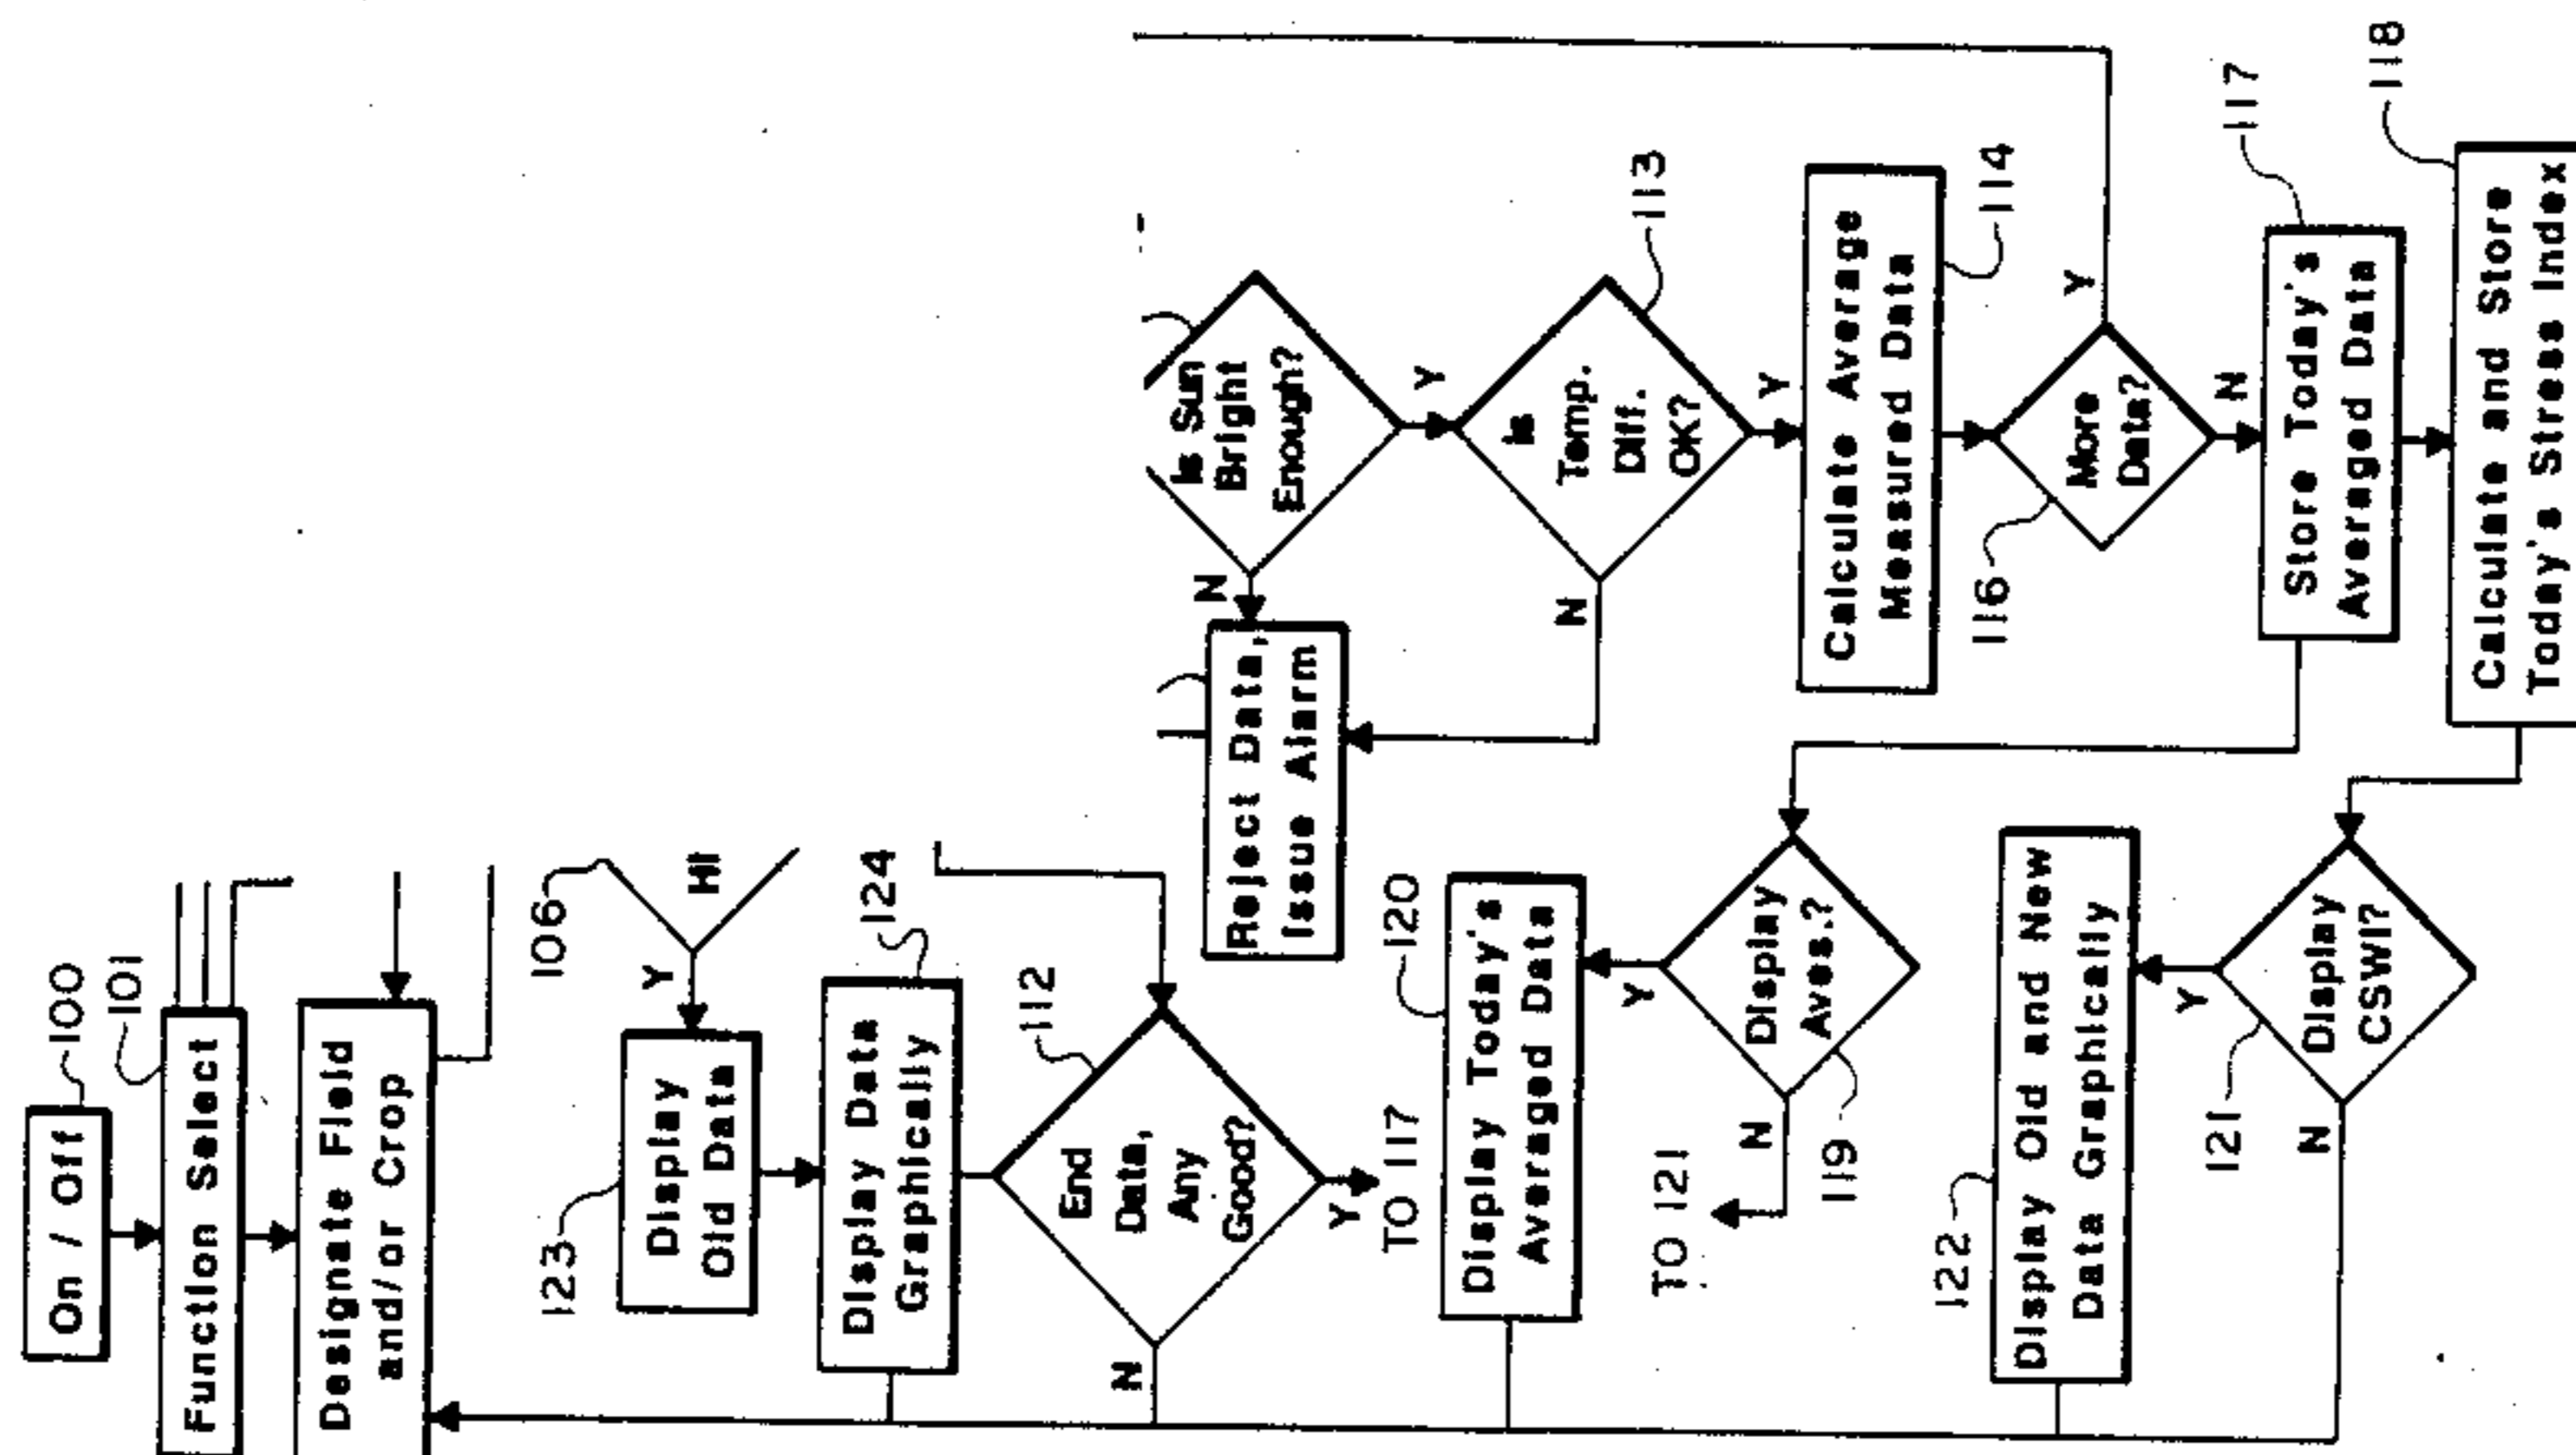 On / Off
100
Function Select
101
Designate Field
and/or Crop
106
Y
123
Display
Old Data
Display Data
Graphically
124
End
Data,
Any
Good?
112
N
Y
TO 117
Is Sun
Bright
Enough?
N
Y
Reject Data,
Issue Alarm
Is
Temp.
Diff.
OK?
113
N
Y
Calculate Average
Measured Data
114
More
Data?
116
Y
N
Store Today's
Averaged Data
117
Calculate and Store
Today's Stress Index
118
Display Today's
Averaged Data
120
Y
Display
Aves.?
119
N
TO 121
Display Old and New
Data Graphically
122
Y
Display
CSWI?
121
N